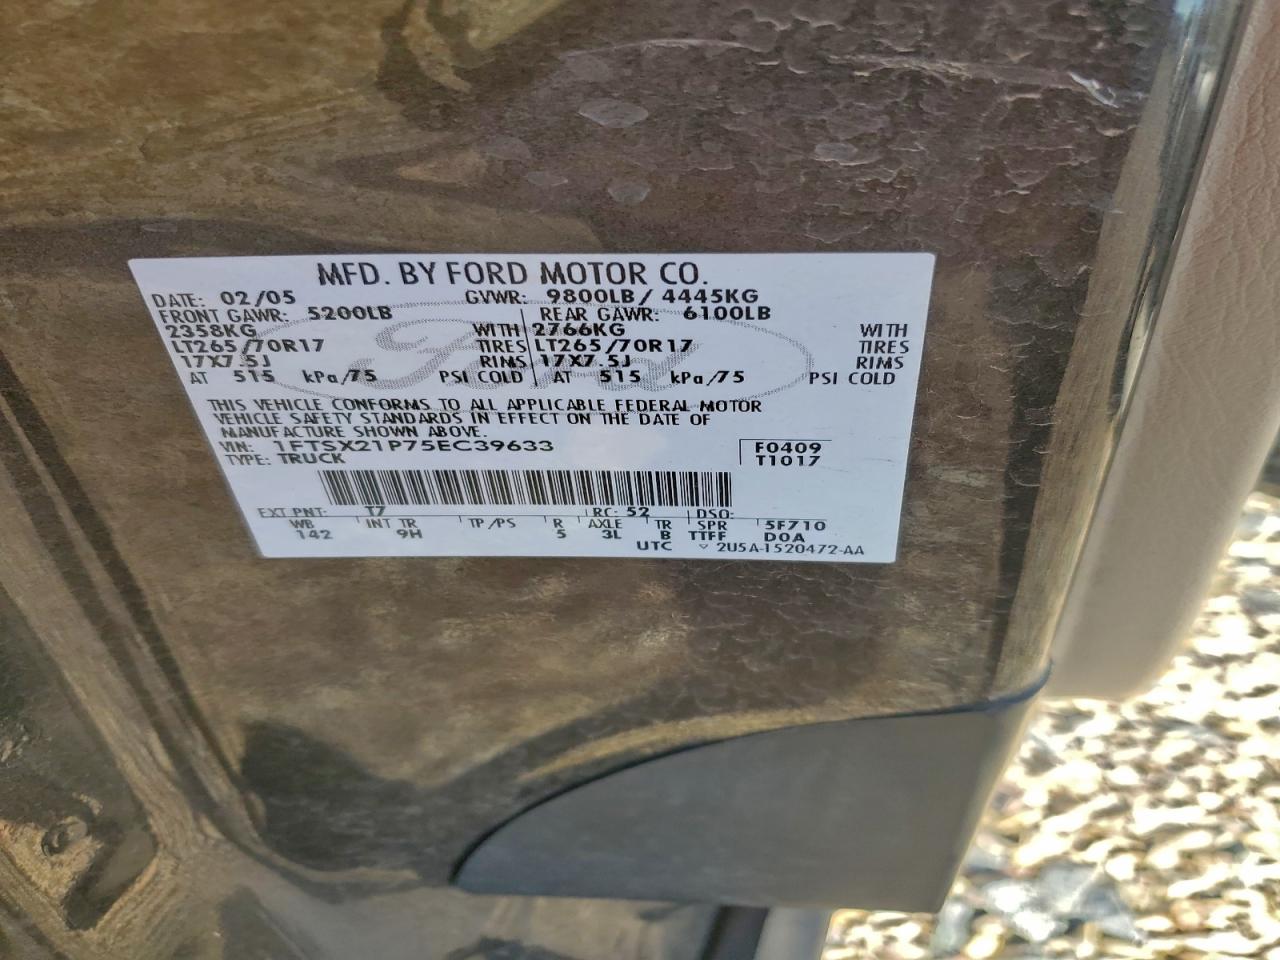 MFD. BY FORD MOTOR CO.
DATE: 02/05 GVWR: 9800LB/ 4445KG
FRONT GAWR: 5200LB REAR GAWR: 6100LB
2358KG WITH 2766KG WITH
LT265/70R17 TIRES LT265/70R17 TIRES
17X7.5J RIMS 17X7.5J RIMS
AT 515 kPa/75 PSI COLD AT 515 kPa/75 PSI COLD
Ford
THIS VEHICLE CONFORMS TO ALL APPLICABLE FEDERAL MOTOR
VEHICLE SAFETY STANDARDS IN EFFECT ON THE DATE OF
MANUFACTURE SHOWN ABOVE.
VIN: 1FTSX21P75EC39633 F0409
TYPE: TRUCK T1017
EXT PNT: T7 RC: 52 DSO:
WB INT TR TP/PS R AXLE TR SPR 5F710
142 9H 5 3L B TTFF DOA
UTC ▽ 2U5A-1520472-AA